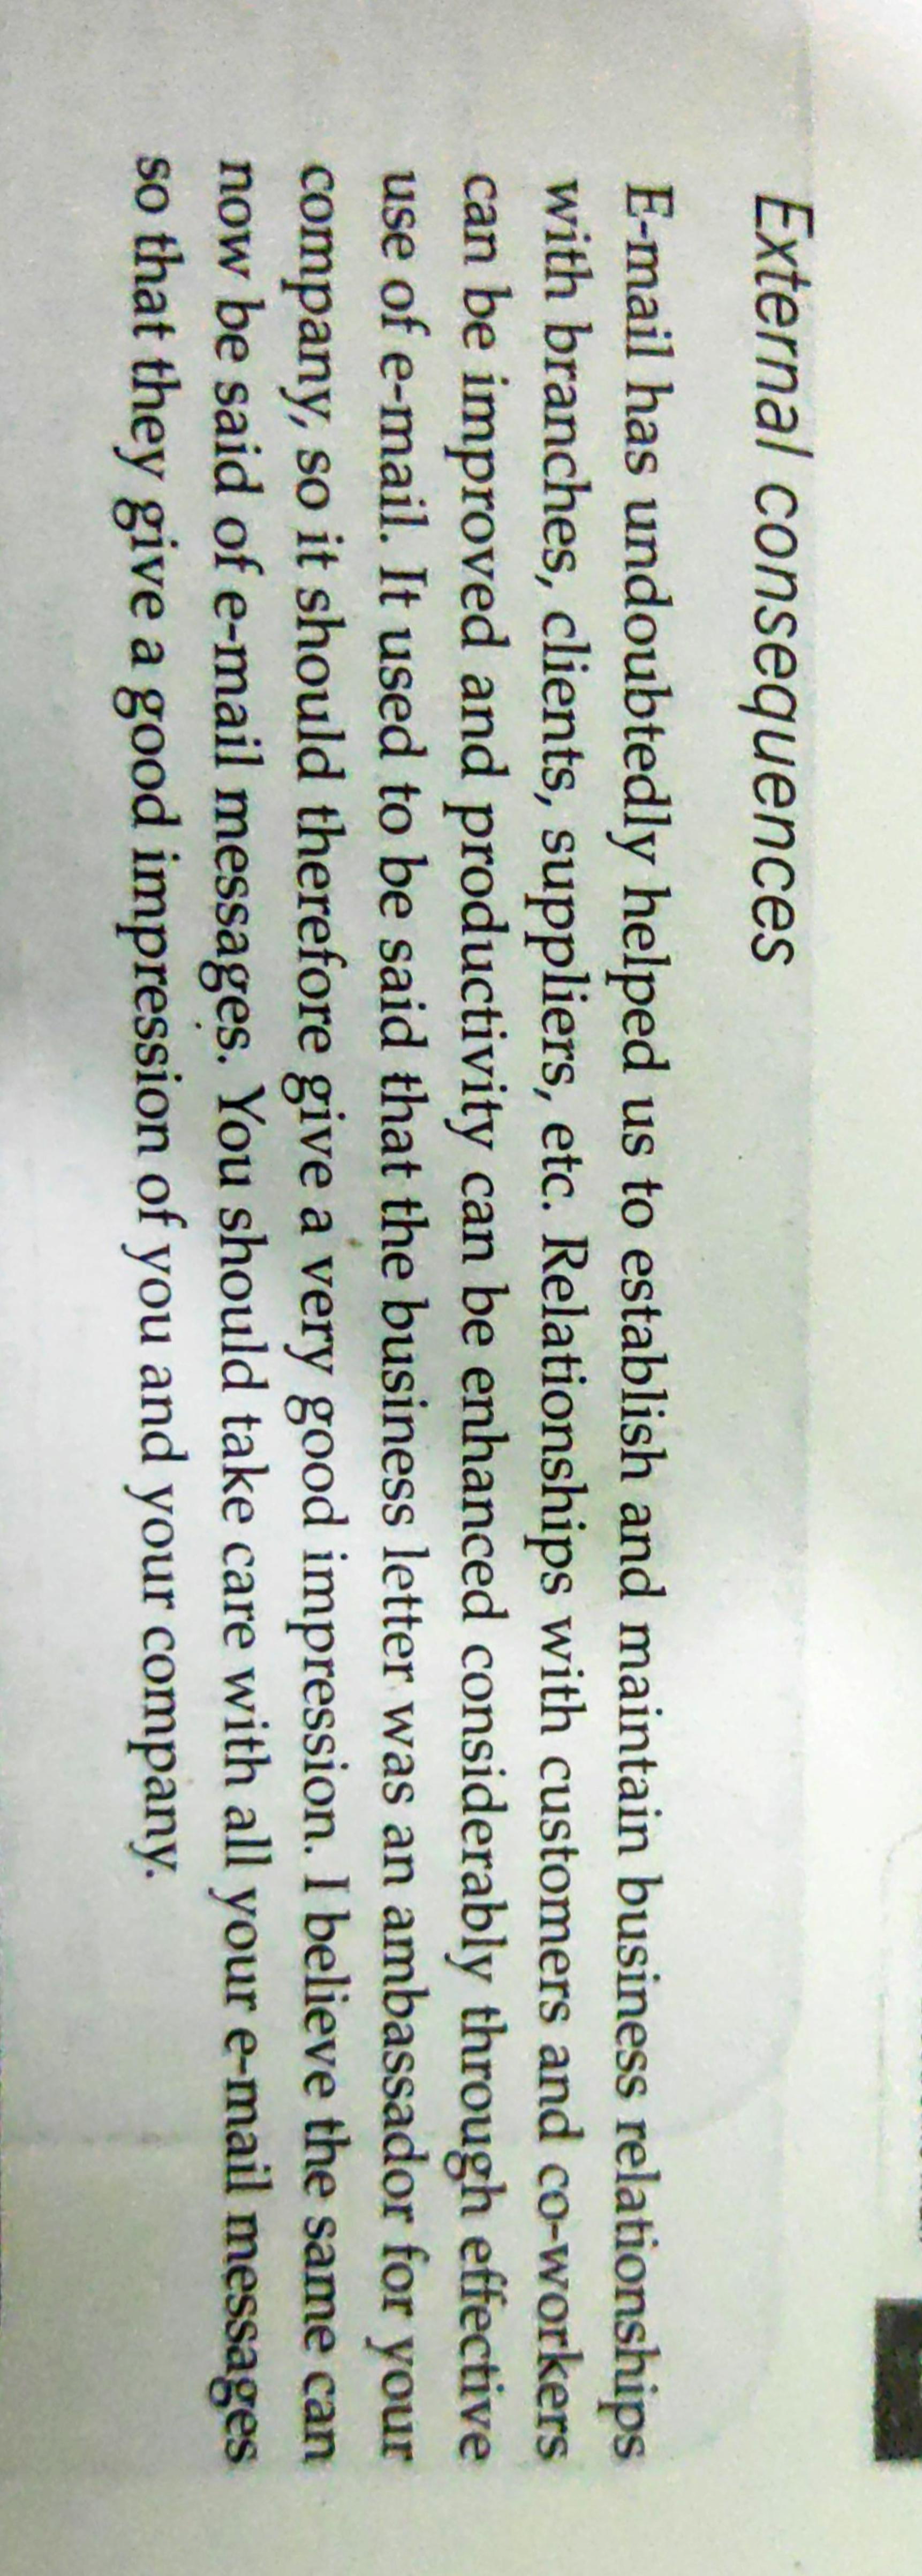 External consequences
E-mail has undoubtedly helped us to establish and maintain business relationships
with branches, clients, suppliers, etc. Relationships with customers and co-workers
can be improved and productivity can be enhanced considerably through effective
use of e-mail. It used to be said that the business letter was an ambassador for your
company, so it should therefore give a very good impression. I believe the same can
now be said of e-mail messages. You should take care with all your e-mail messages
so that they give a good impression of you and your company.